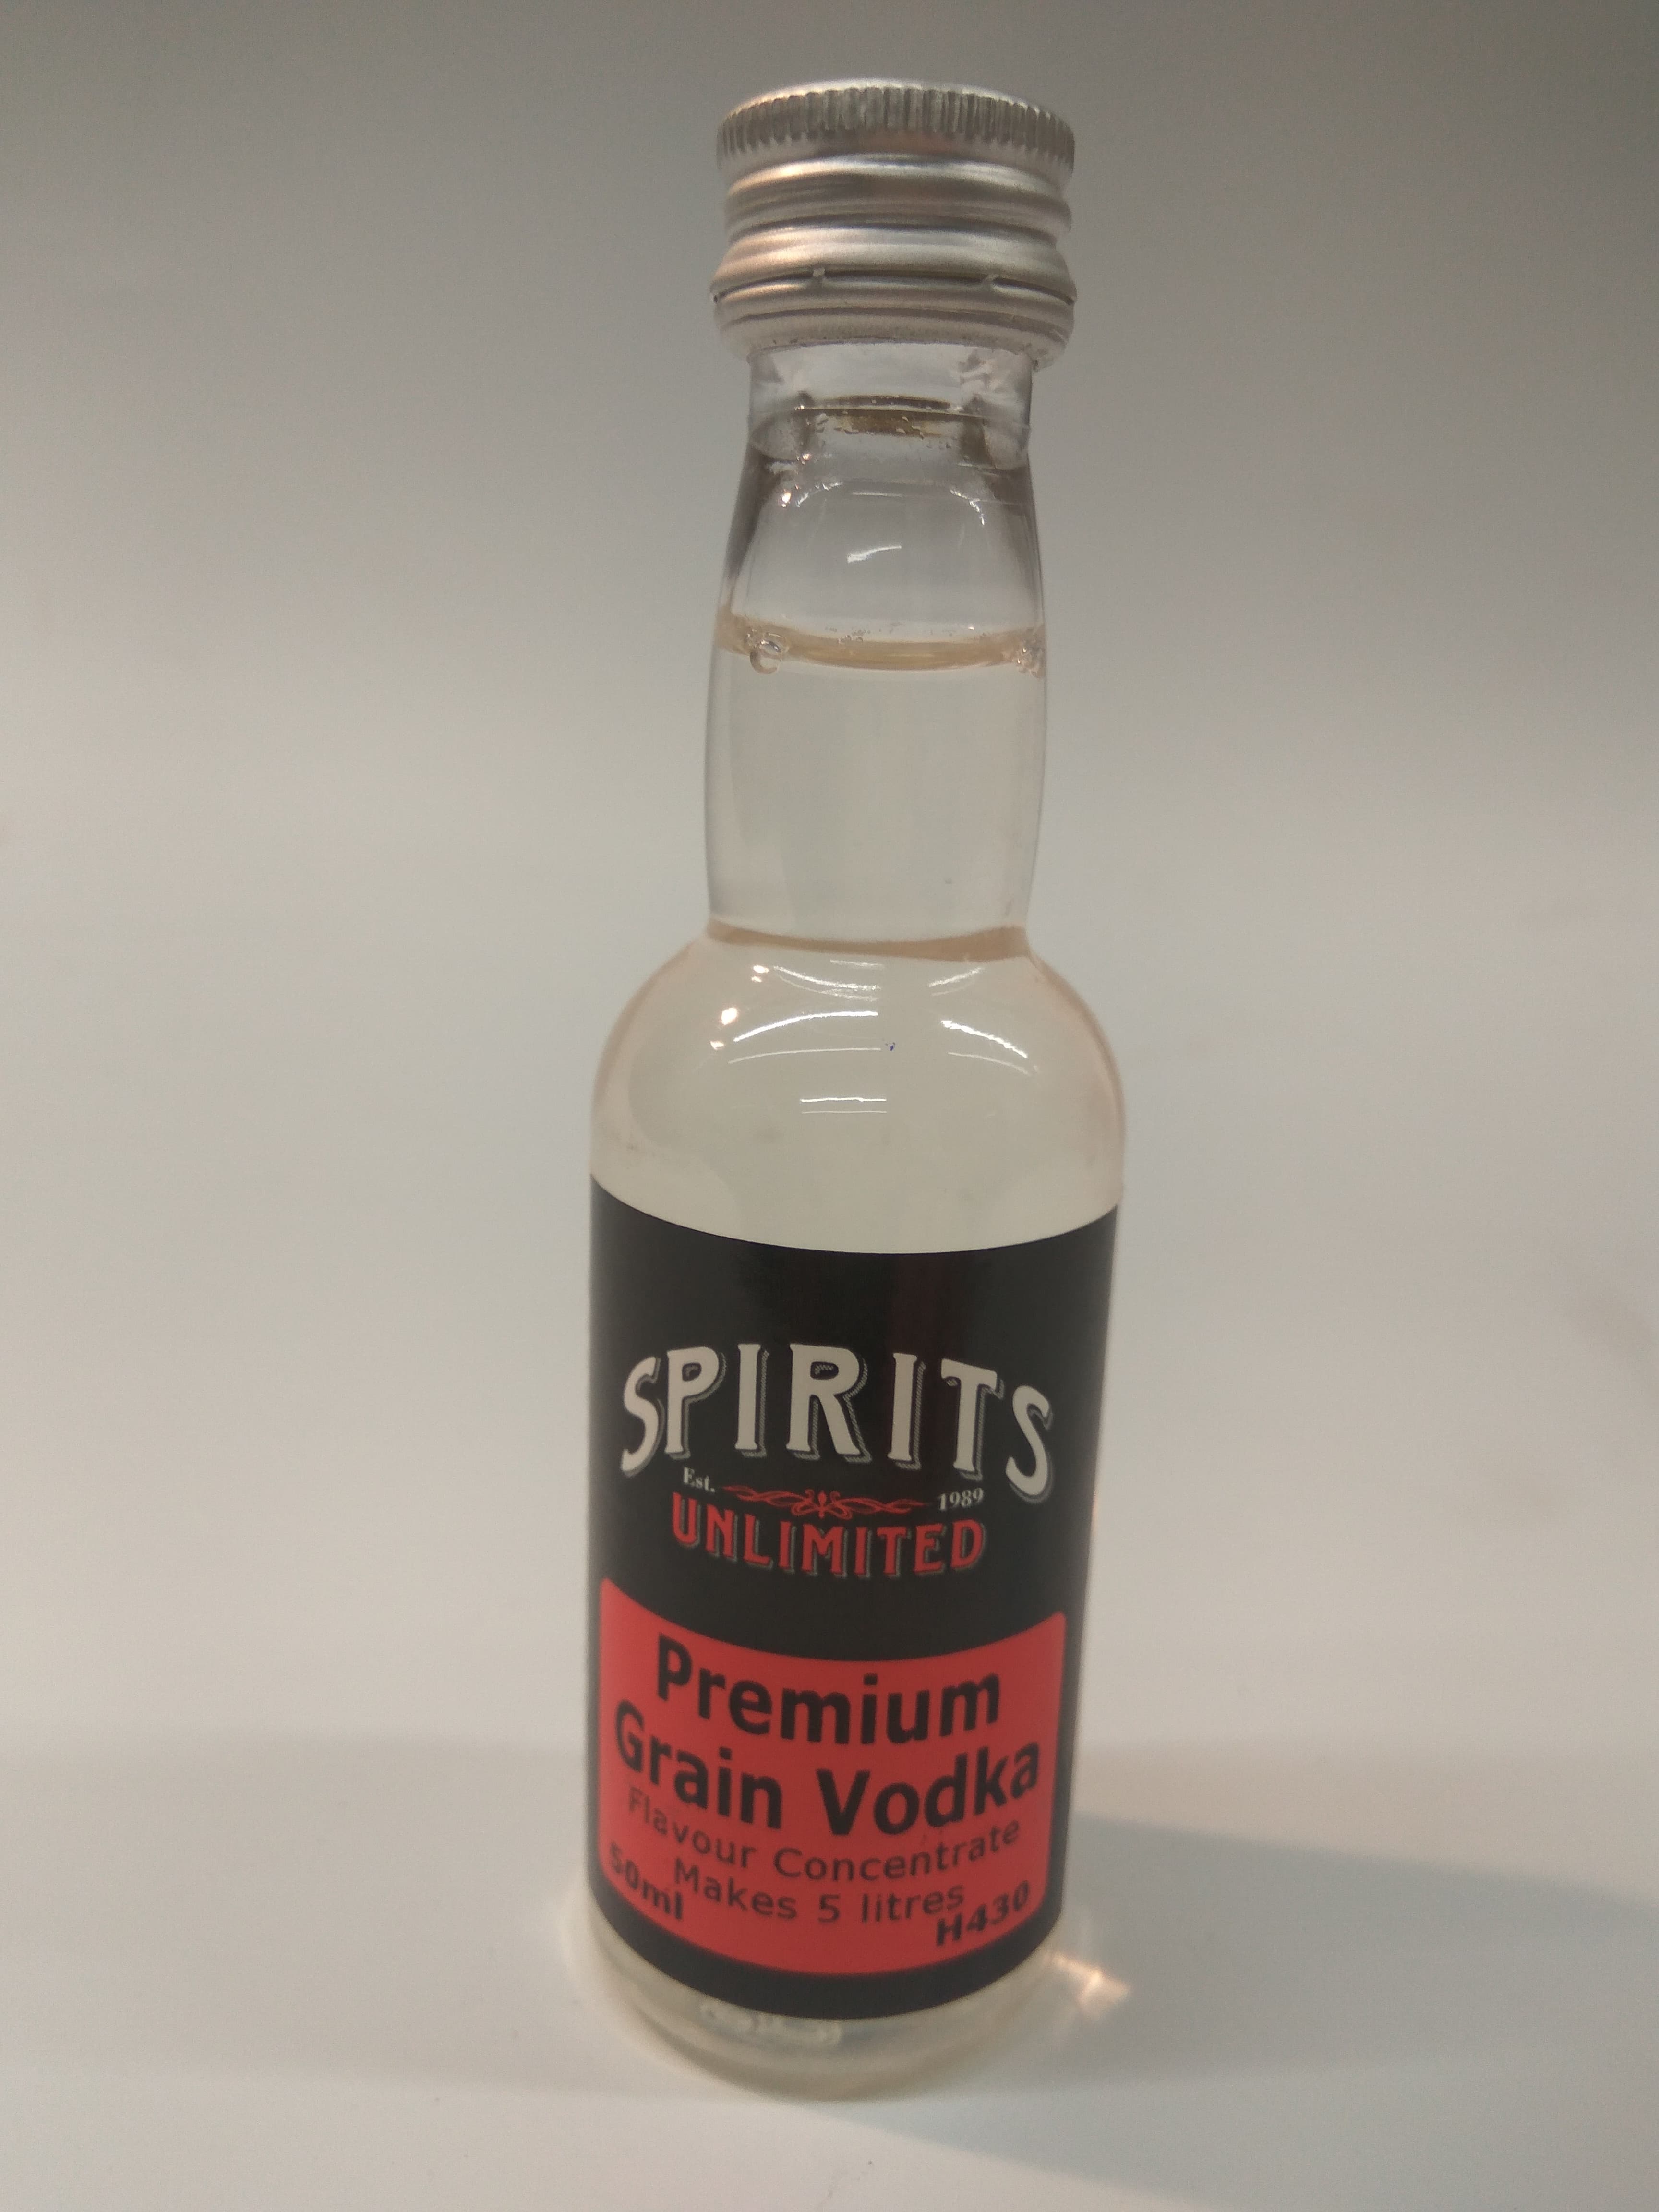 SPIRITS
Est. 1989
UNLIMITED
Premium
Grain Vodka
Flavour Concentrate
Makes 5 litres
50ml H430